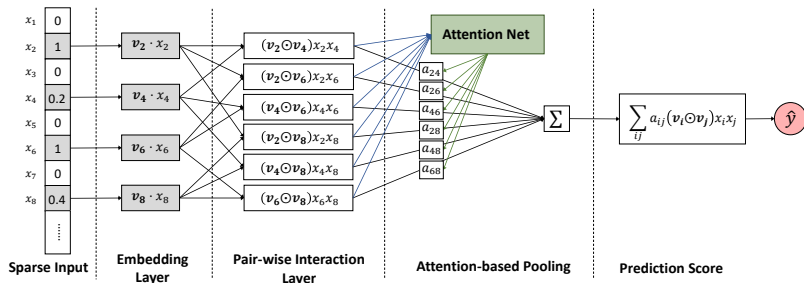 x₁ 0
x₂ 1
x₃ 0
x₄ 0.2
x₅ 0
x₆ 1
x₇ 0
x₈ 0.4
Sparse Input
v₂ · x₂
v₄ · x₄
v₆ · x₆
v₈ · x₈
Embedding
Layer
(v₂⊙v₄)x₂x₄
(v₂⊙v₆)x₂x₆
(v₄⊙v₆)x₄x₆
(v₂⊙v₈)x₂x₈
(v₄⊙v₈)x₄x₈
(v₆⊙v₈)x₆x₈
Pair-wise Interaction
Layer
Attention Net
a₂₄
a₂₆
a₄₆
a₂₈
a₄₈
a₆₈
Σ
Attention-based Pooling
∑ᵢⱼ aᵢⱼ(vᵢ⊙vⱼ)xᵢxⱼ
ŷ
Prediction Score